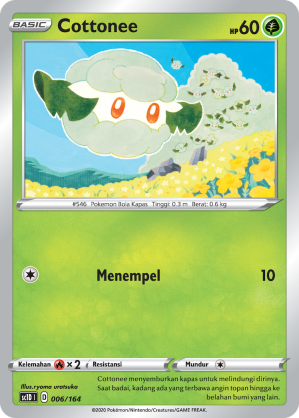 BASIC Cottonee HP60
#546 Pokemon Bola Kapas Tinggi: 0.3 m Berat: 0.6 kg
Menempel 10
Kelemahan ×2 Resistansi Mundur
Illus. ryoma uratsuka
sc1D I D 006/164
Cottonee menyemburkan kapas untuk melindungi dirinya.
Saat badai, kadang ada yang terbawa angin topan hingga ke
belahan bumi yang lain.
©2020 Pokémon/Nintendo/Creatures/GAME FREAK.